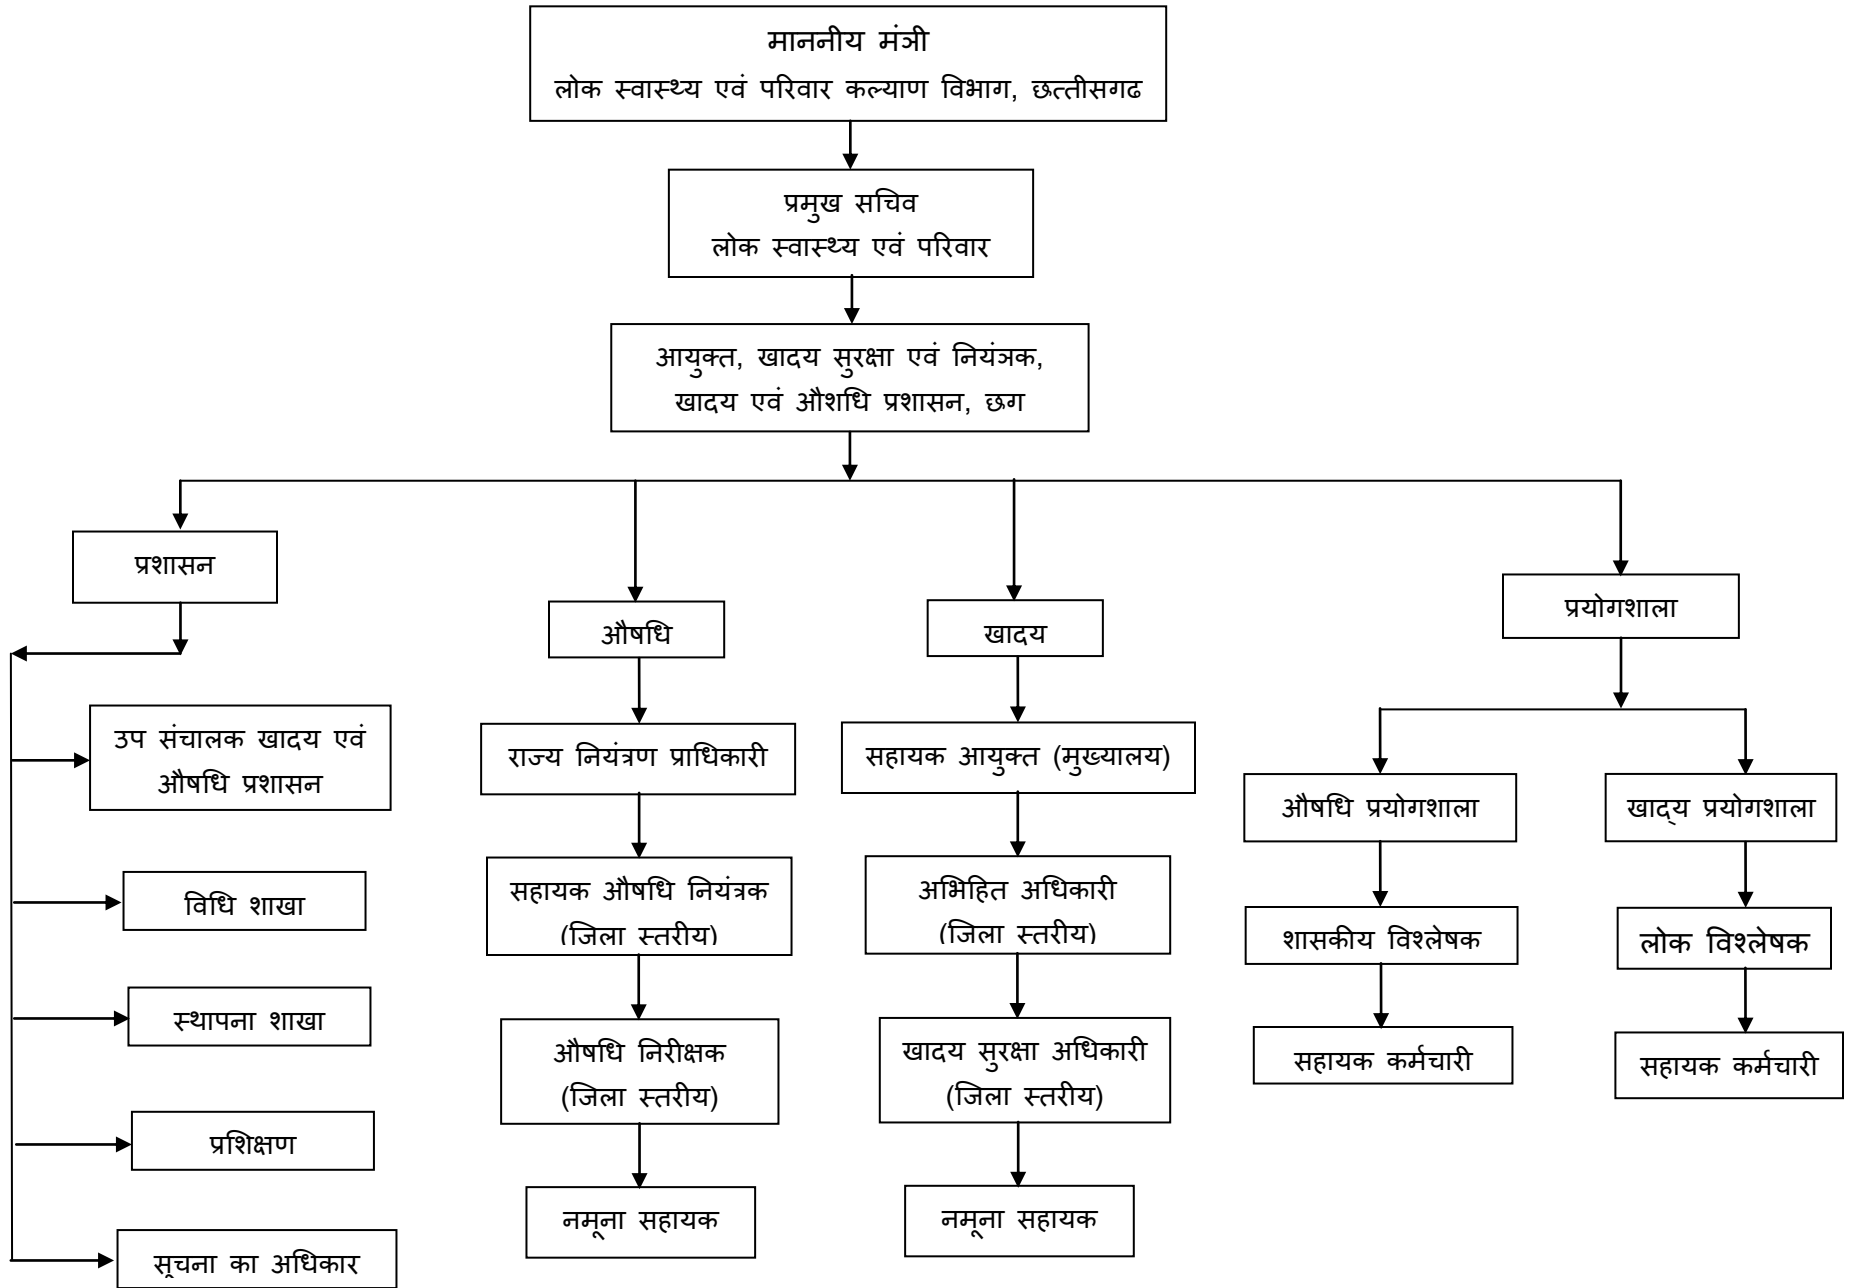 माननीय मंत्री
लोक स्वास्थ्य एवं परिवार कल्याण विभाग, छत्तीसगढ
प्रमुख सचिव
लोक स्वास्थ्य एवं परिवार
आयुक्त, खादय सुरक्षा एवं नियंत्रक,
खादय एवं औशधि प्रशासन, छग
प्रशासन
औषधि
खादय
प्रयोगशाला
उप संचालक खादय एवं
औषधि प्रशासन
विधि शाखा
स्थापना शाखा
प्रशिक्षण
सूचना का अधिकार
राज्य नियंत्रण प्राधिकारी
सहायक औषधि नियंत्रक
(जिला स्तरीय)
औषधि निरीक्षक
(जिला स्तरीय)
नमूना सहायक
सहायक आयुक्त (मुख्यालय)
अभिहित अधिकारी
(जिला स्तरीय)
खादय सुरक्षा अधिकारी
(जिला स्तरीय)
नमूना सहायक
औषधि प्रयोगशाला
शासकीय विश्लेषक
सहायक कर्मचारी
खाद्‌य प्रयोगशाला
लोक विश्लेषक
सहायक कर्मचारी